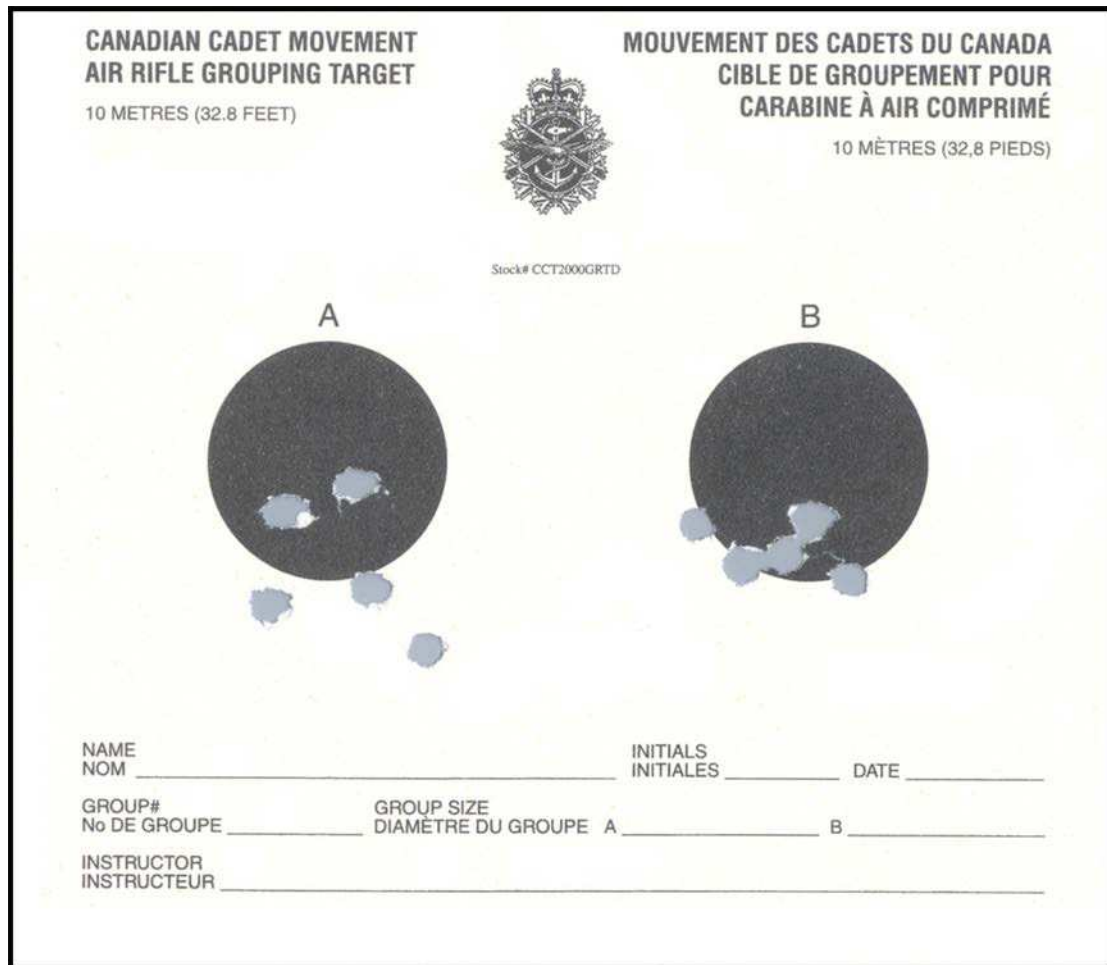 CANADIAN CADET MOVEMENT
AIR RIFLE GROUPING TARGET
10 METRES (32.8 FEET)
MOUVEMENT DES CADETS DU CANADA
CIBLE DE GROUPEMENT POUR
CARABINE À AIR COMPRIMÉ
10 MÈTRES (32,8 PIEDS)
Stock# CCT2000GRTD
A
B
NAME
NOM
INITIALS
INITIALES
DATE
GROUP#
No DE GROUPE
GROUP SIZE
DIAMÈTRE DU GROUPE A
B
INSTRUCTOR
INSTRUCTEUR